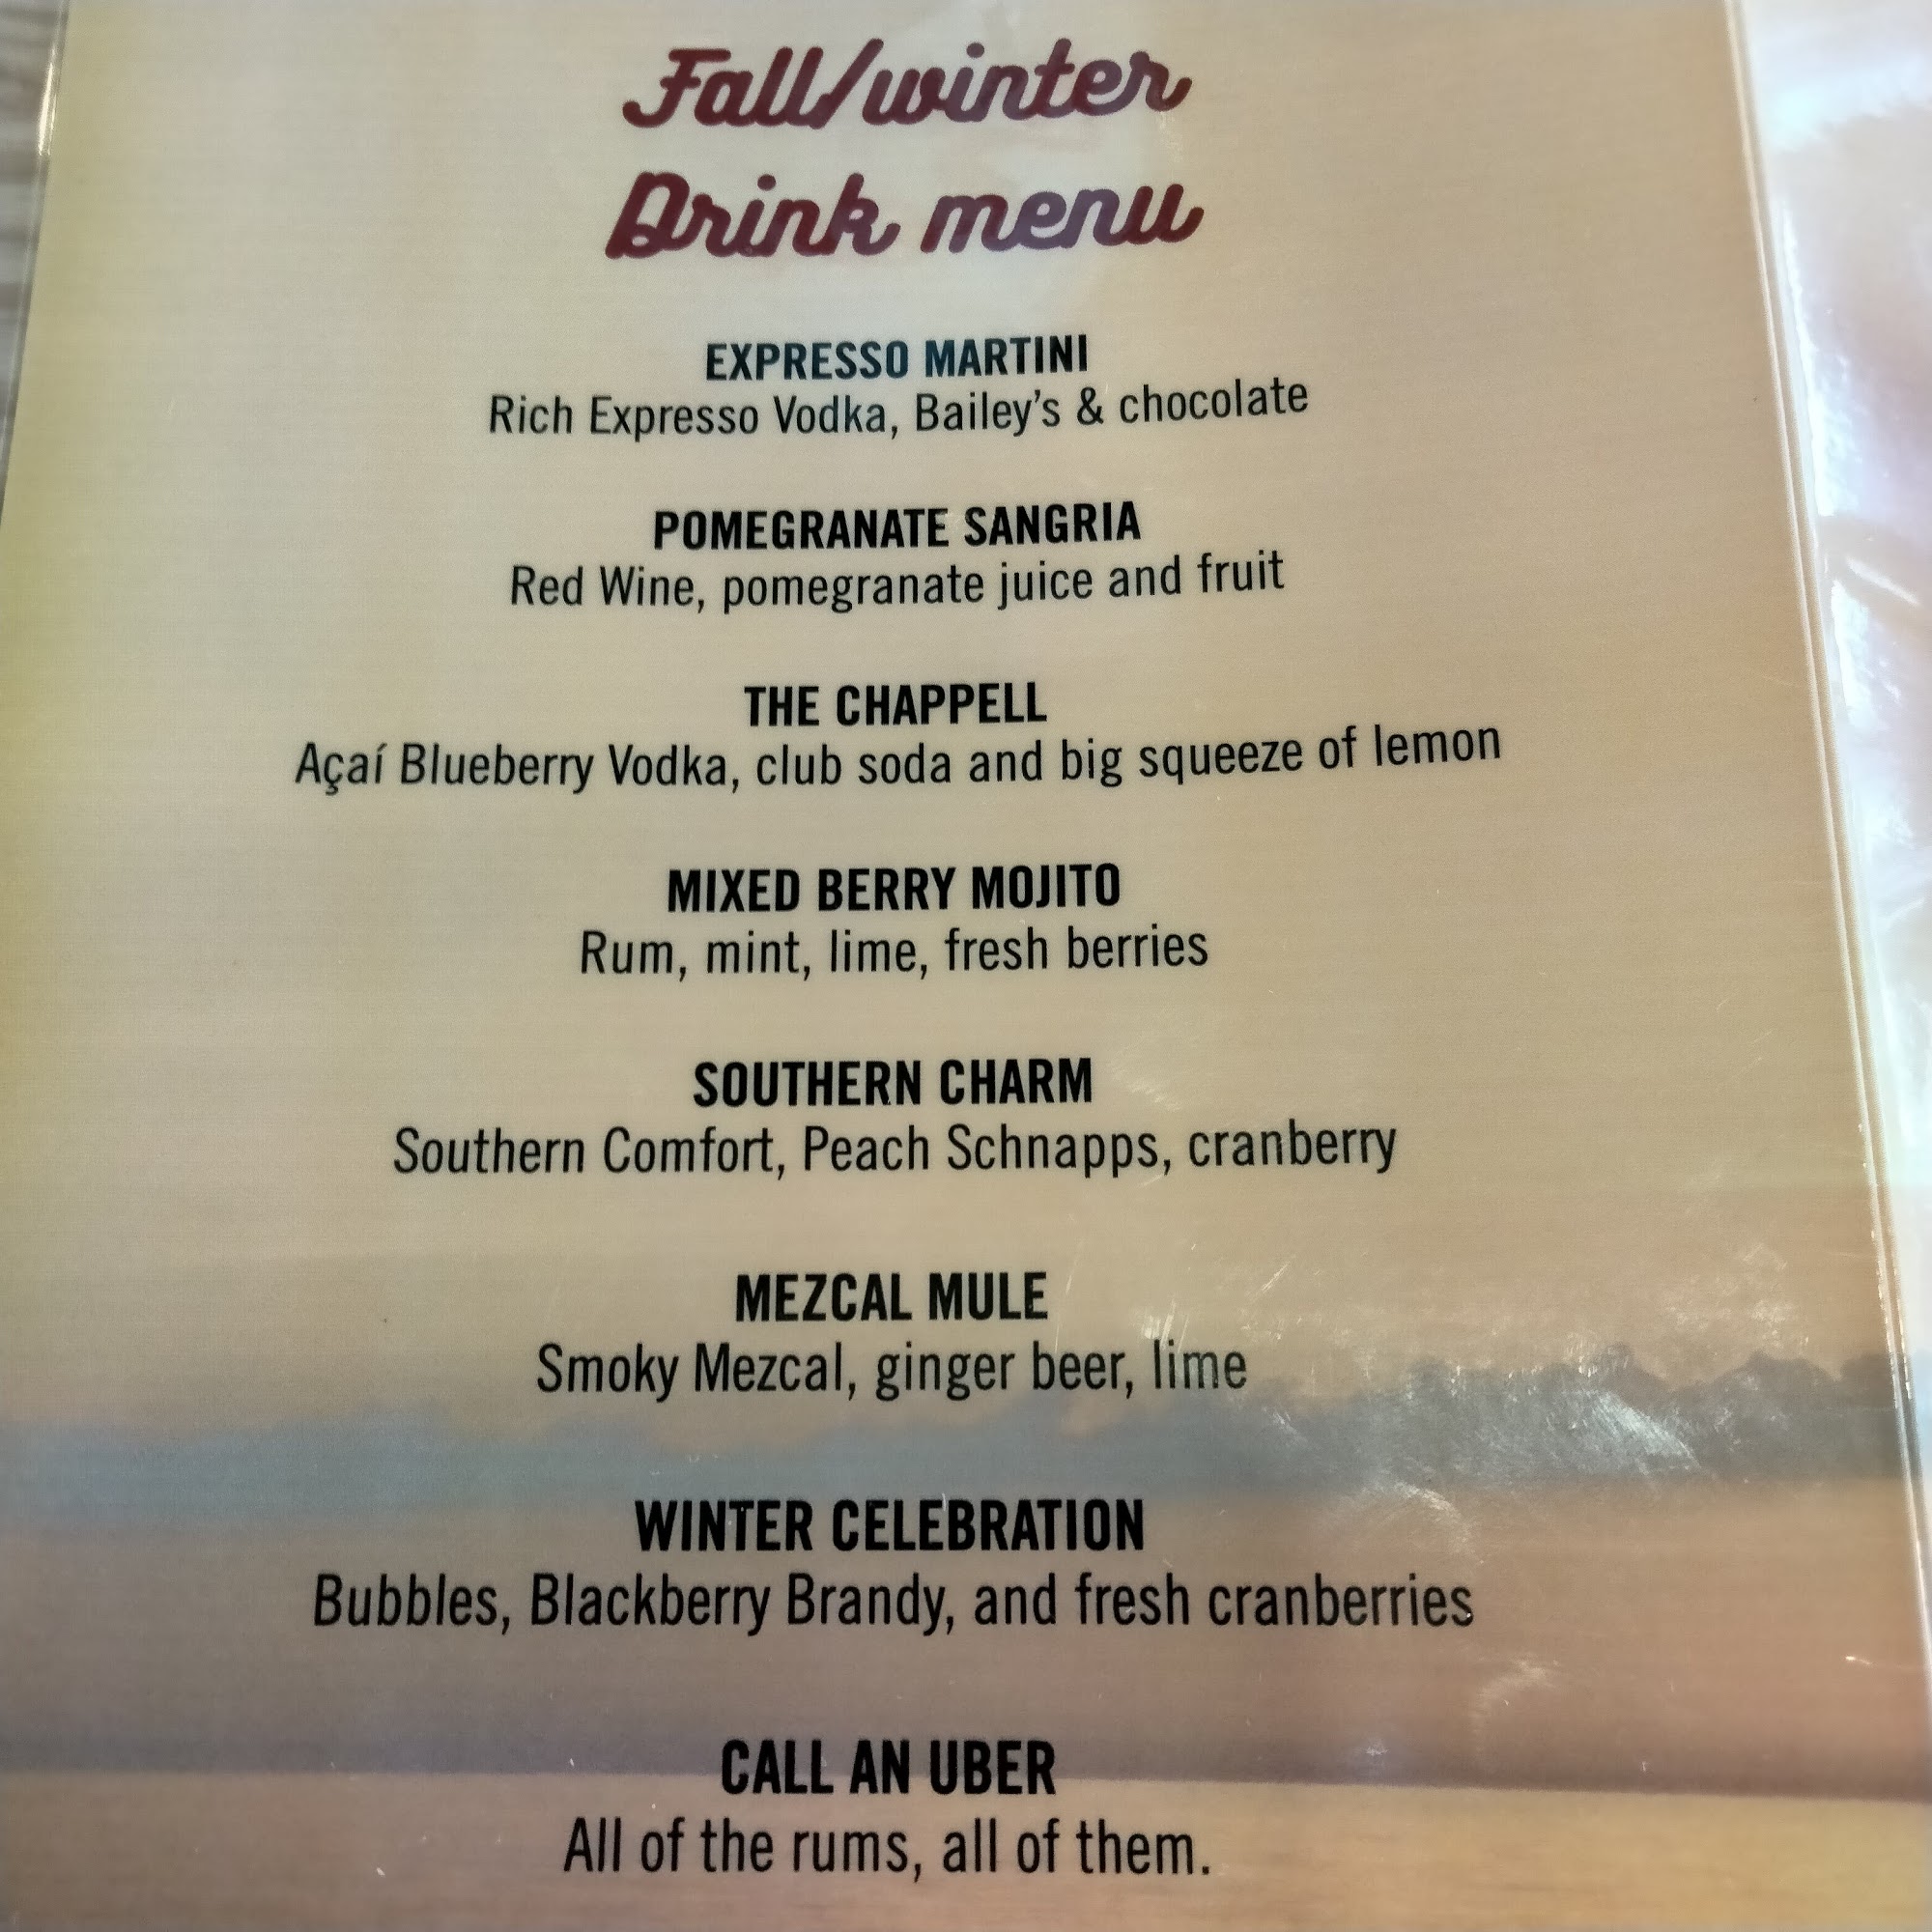 Fall/winter
Drink menu
EXPRESSO MARTINI
Rich Expresso Vodka, Bailey's & chocolate
POMEGRANATE SANGRIA
Red Wine, pomegranate juice and fruit
THE CHAPPELL
Açaí Blueberry Vodka, club soda and big squeeze of lemon
MIXED BERRY MOJITO
Rum, mint, lime, fresh berries
SOUTHERN CHARM
Southern Comfort, Peach Schnapps, cranberry
MEZCAL MULE
Smoky Mezcal, ginger beer, lime
WINTER CELEBRATION
Bubbles, Blackberry Brandy, and fresh cranberries
CALL AN UBER
All of the rums, all of them.